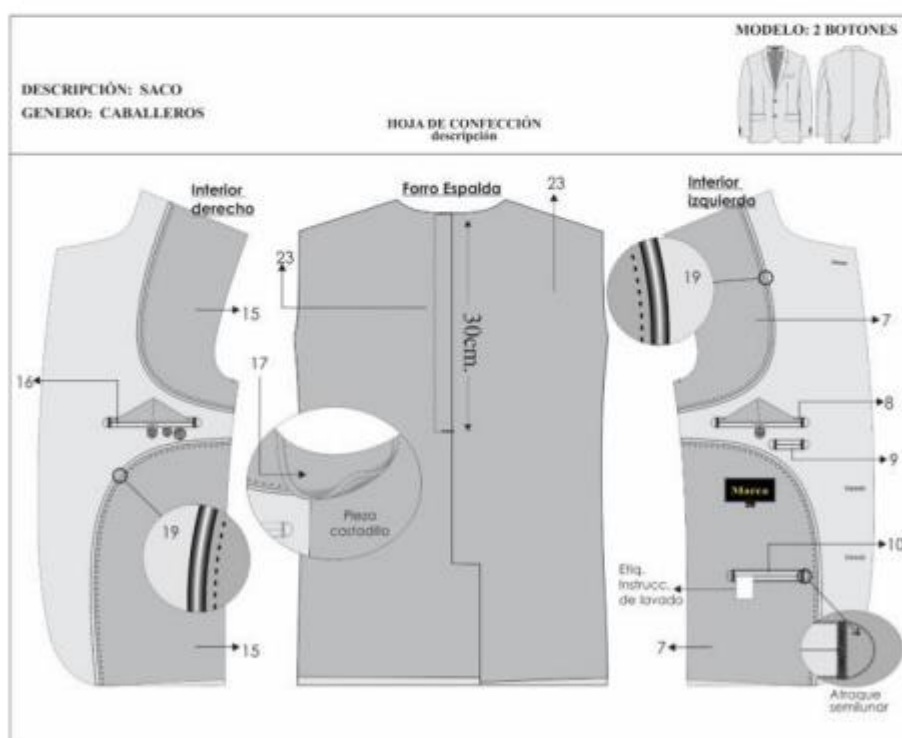 MODELO: 2 BOTONES
DESCRIPCIÓN: SACO
GENERO: CABALLEROS
HOJA DE CONFECCIÓN
descripción
Interior
derecho
Forro Espalda
23
Interior
izquierdo
23
19
15
30cm.
7
17
16
8
9
Marca
19
Pieza
costadillo
10
Etiq.
Instrucc.
de lavado
15
7
Atraque
semilunar